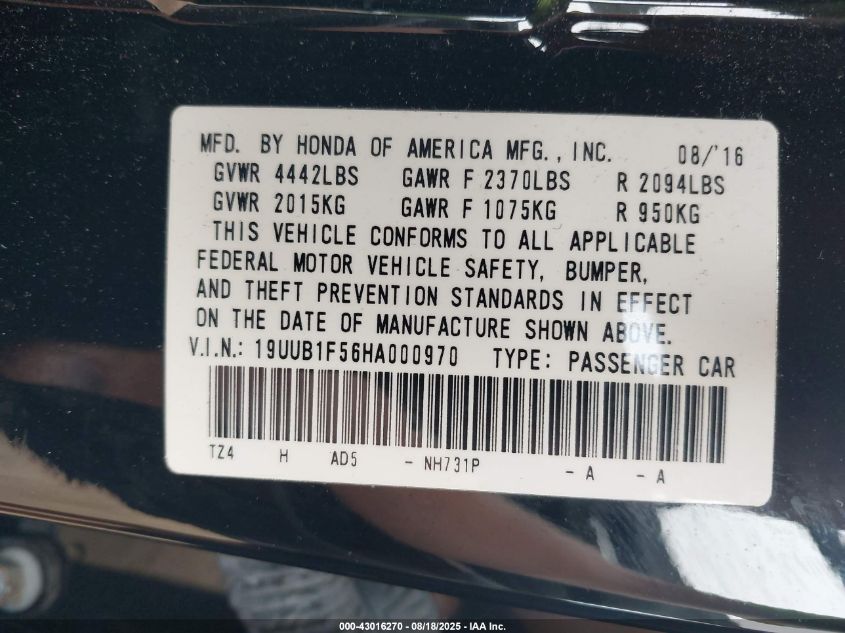 MFD. BY HONDA OF AMERICA MFG., INC. 08/'16
GVWR 4442LBS GAWR F 2370LBS R 2094LBS
GVWR 2015KG GAWR F 1075KG R 950KG
THIS VEHICLE CONFORMS TO ALL APPLICABLE
FEDERAL MOTOR VEHICLE SAFETY, BUMPER,
AND THEFT PREVENTION STANDARDS IN EFFECT
ON THE DATE OF MANUFACTURE SHOWN ABOVE.
V.I.N.: 19UUB1F56HA000970 TYPE: PASSENGER CAR
TZ4 H AD5 - NH731P - A - A
000-43016270 - 08/18/2025 - IAA Inc.